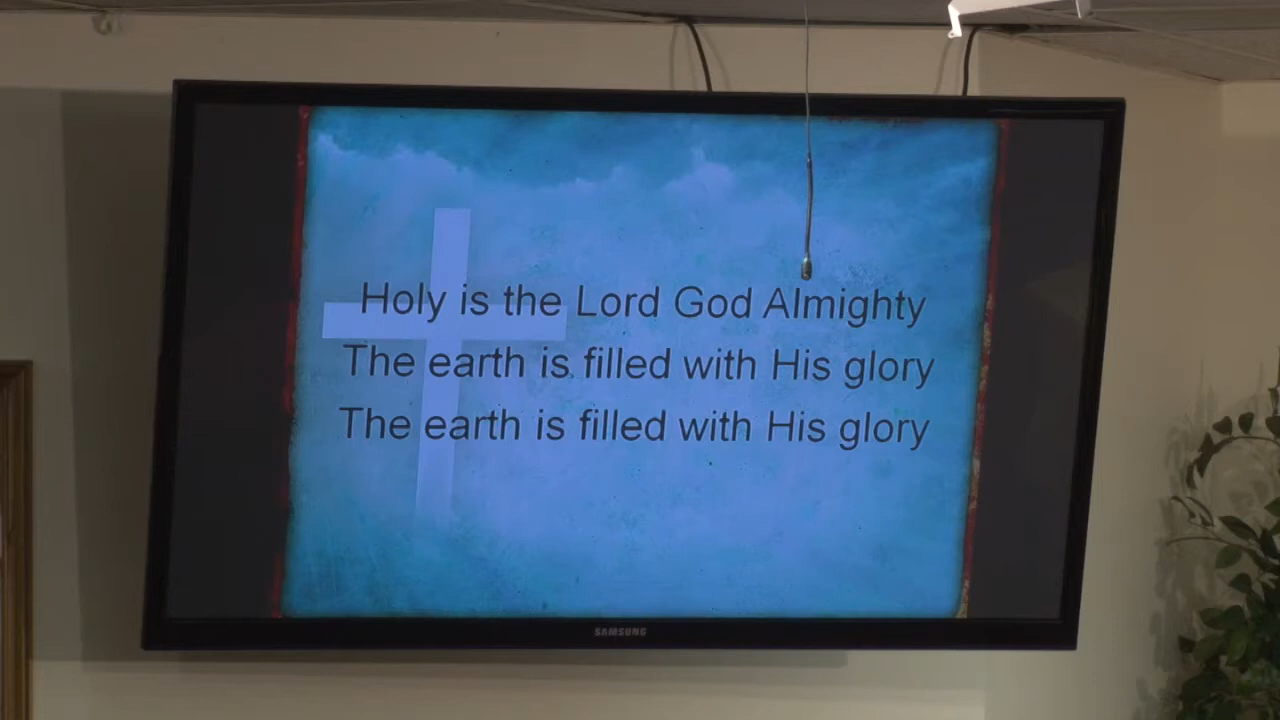 Holy is the Lord God Almighty
The earth is filled with His glory
The earth is filled with His glory
SAMSUNG